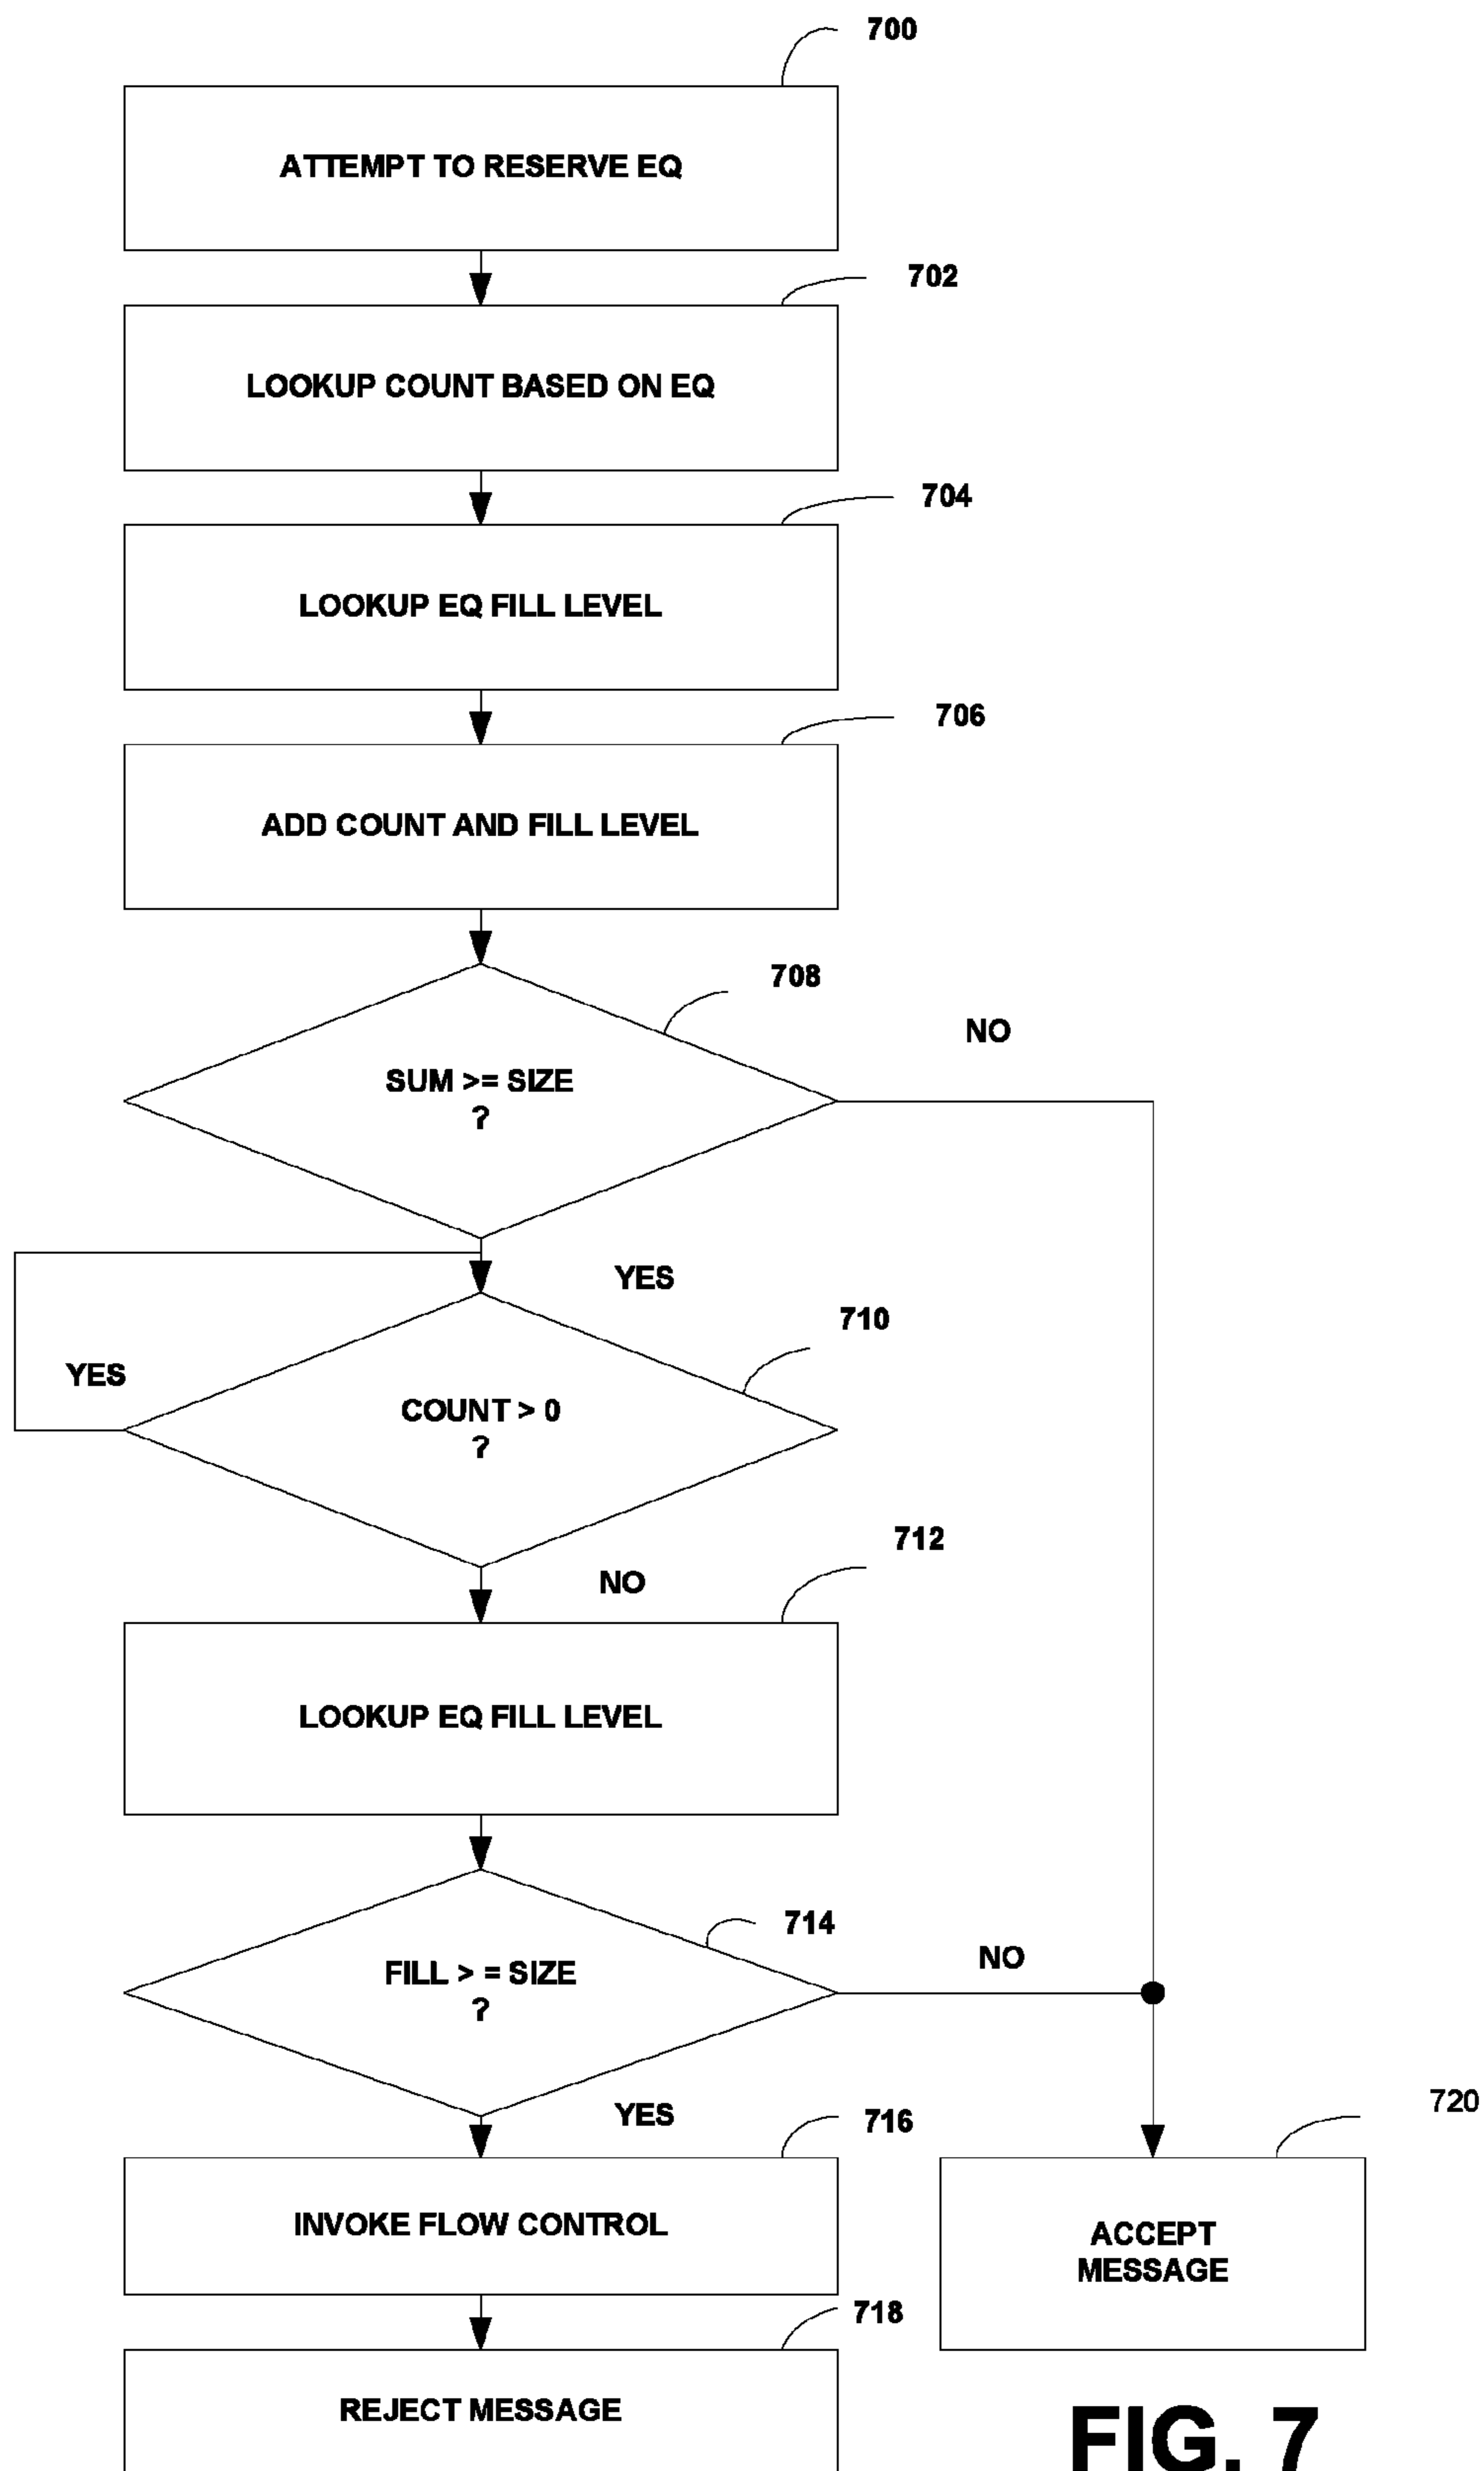 700
ATTEMPT TO RESERVE EQ
702
LOOKUP COUNT BASED ON EQ
704
LOOKUP EQ FILL LEVEL
706
ADD COUNT AND FILL LEVEL
708
NO
SUM >= SIZE
?
YES
710
YES
COUNT > 0
?
712
NO
LOOKUP EQ FILL LEVEL
714
NO
FILL > = SIZE
?
YES
716
720
INVOKE FLOW CONTROL
ACCEPT
MESSAGE
718
REJECT MESSAGE
FIG. 7